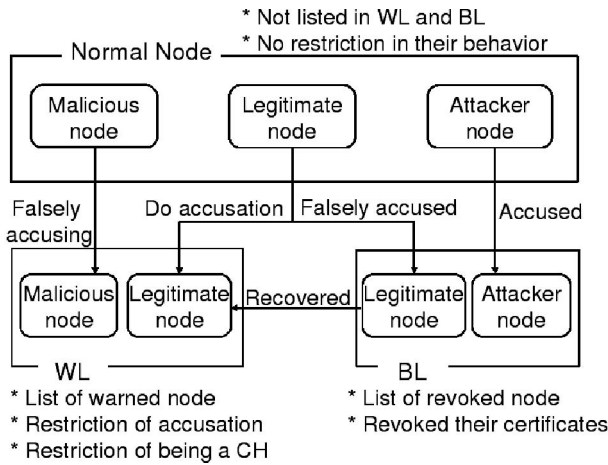 * Not listed in WL and BL
* No restriction in their behavior
Normal Node
Malicious
node
Legitimate
node
Attacker
node
Falsely
accusing
Do accusation
Falsely accused
Accused
Malicious
node
Legitimate
node
Recovered
Legitimate
node
Attacker
node
WL
* List of warned node
* Restriction of accusation
* Restriction of being a CH
BL
* List of revoked node
* Revoked their certificates